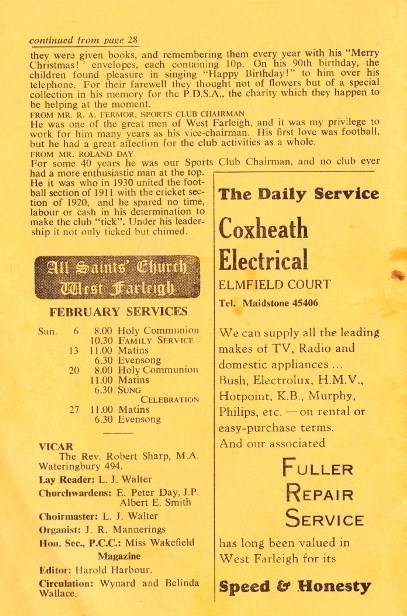 continued from page 28
they were given books, and remembering them every year with his "Merry
Christmas!" envelopes, each containing 10p. On his 90th birthday, the
children found pleasure in singing "Happy Birthday!" to him over his
telephone. For their farewell they thought not of flowers but of a special
collection in his memory for the P.D.S.A., the charity which they happen to
be helping at the moment.
FROM MR. R. A. FERMOR, SPORTS CLUB CHAIRMAN
He was one of the great men of West Farleigh, and it was my privilege to
work for him many years as his vice-chairman. His first love was football,
but he had a great affection for the club activities as a whole.
FROM MR. ROLAND DAY
For some 40 years he was our Sports Club Chairman, and no club ever
had a more enthusiastic man at the top.
He it was who in 1930 united the foot-
ball section of 1911 with the cricket sec-
tion of 1920, and he spared no time,
labour or cash in his determination to
make the club "tick". Under his leader-
ship it not only ticked but chimed.
All Saints' Church
West Farleigh
FEBRUARY SERVICES
Sun. 6 8.00 Holy Communion
10.30 FAMILY SERVICE
13 11.00 Matins
6.30 Evensong
20 8.00 Holy Communion
11.00 Matins
6.30 SUNG
CELEBRATION
27 11.00 Matins
6.30 Evensong
VICAR
The Rev. Robert Sharp, M.A.
Wateringbury 494.
Lay Reader: L. J. Walter
Churchwardens: E. Peter Day, J.P.
Albert E. Smith
Choirmaster: L. J. Walter
Organist: J. R. Mannerings
Hon. Sec., P.C.C.: Miss Wakefield
Magazine
Editor: Harold Harbour.
Circulation: Wynard and Belinda
Wallace.
The Daily Service
Coxheath
Electrical
ELMFIELD COURT
Tel. Maidstone 45406
We can supply all the leading
makes of TV, Radio and
domestic appliances ...
Bush, Electrolux, H.M.V.,
Hotpoint, K.B., Murphy,
Philips, etc. — on rental or
easy-purchase terms.
And our associated
FULLER
REPAIR
SERVICE
has long been valued in
West Farleigh for its
Speed & Honesty